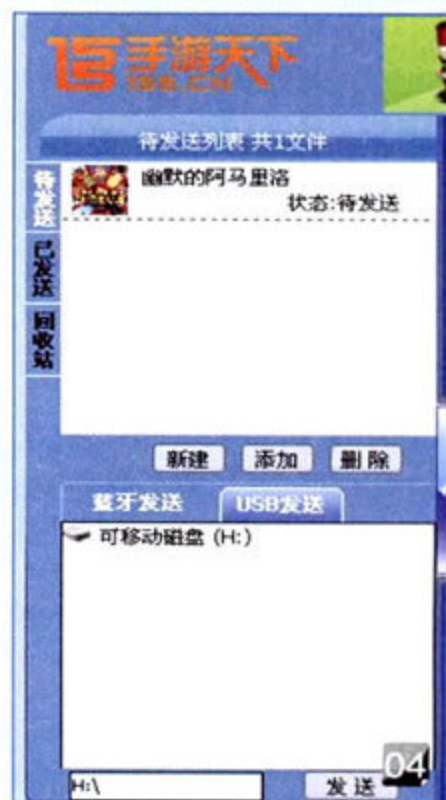 手游天下
155.CN
待发送列表 共1文件
待发送
已发送
回收站
幽默的阿马里洛
状态:待发送
新建
添加
删除
蓝牙发送
USB发送
可移动磁盘 (H:)
H:\
发送
04